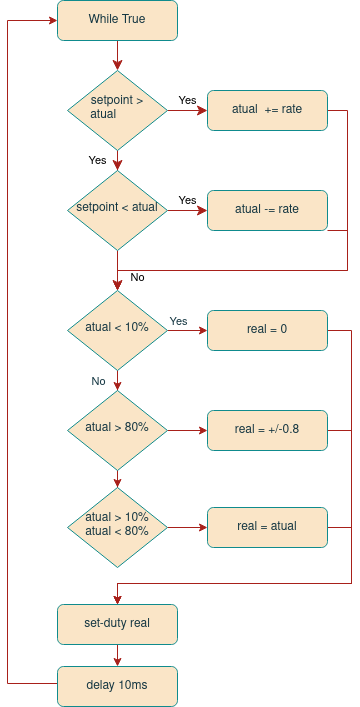 While True
setpoint >
atual
Yes
atual += rate
Yes
setpoint < atual
Yes
atual -= rate
No
atual < 10%
Yes
real = 0
No
atual > 80%
real = +/-0.8
atual > 10%
atual < 80%
real = atual
set-duty real
delay 10ms